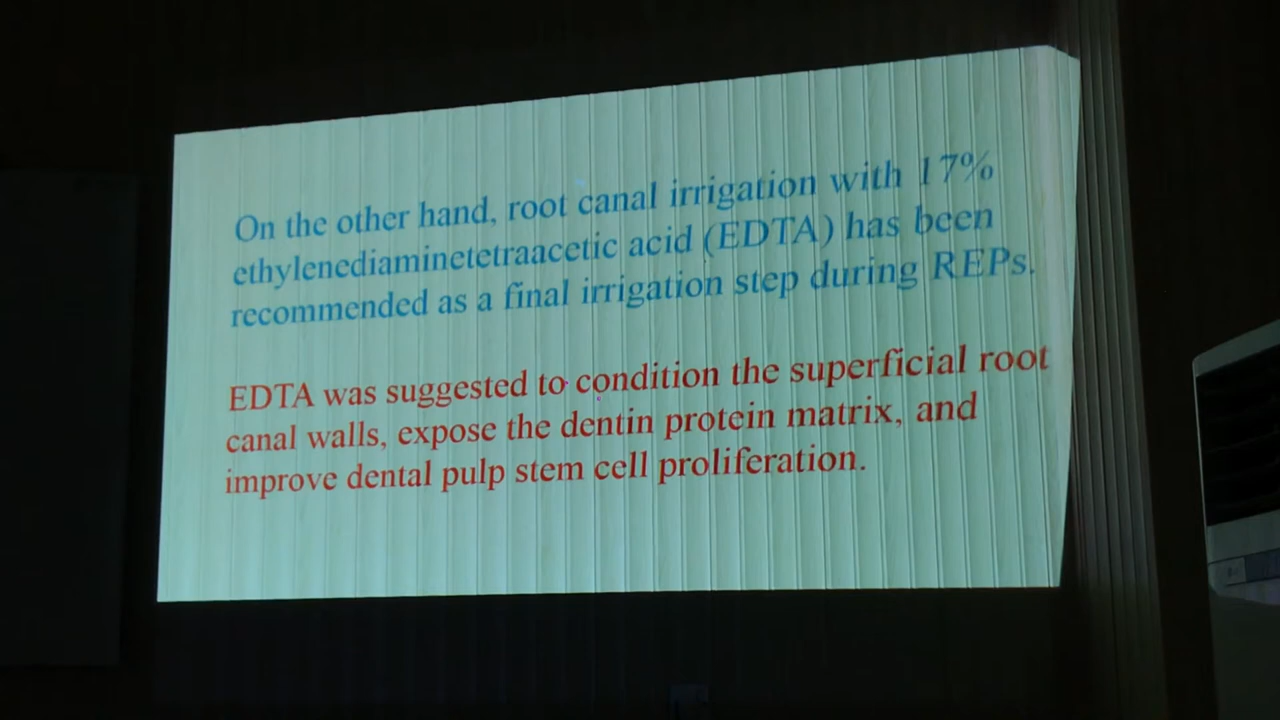 On the other hand, root canal irrigation with 17%
ethylenediaminetetraacetic acid (EDTA) has been
recommended as a final irrigation step during REPs.
EDTA was suggested to condition the superficial root
canal walls, expose the dentin protein matrix, and
improve dental pulp stem cell proliferation.